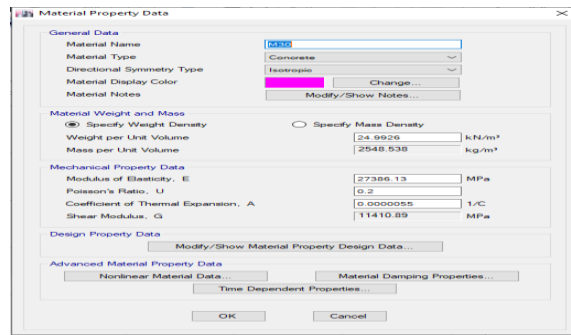 Material Property Data
General Data
Material Name M30
Material Type Concrete
Directional Symmetry Type Isotropic
Material Display Color Change...
Material Notes Modify/Show Notes...
Material Weight and Mass
Specify Weight Density Specify Mass Density
Weight per Unit Volume 24.9926 kN/m³
Mass per Unit Volume 2548.538 kg/m³
Mechanical Property Data
Modulus of Elasticity, E 27386.13 MPa
Poisson's Ratio, U 0.2
Coefficient of Thermal Expansion, A 0.0000055 1/C
Shear Modulus, G 11410.89 MPa
Design Property Data
Modify/Show Material Property Design Data...
Advanced Material Property Data
Nonlinear Material Data... Material Damping Properties...
Time Dependent Properties...
OK Cancel